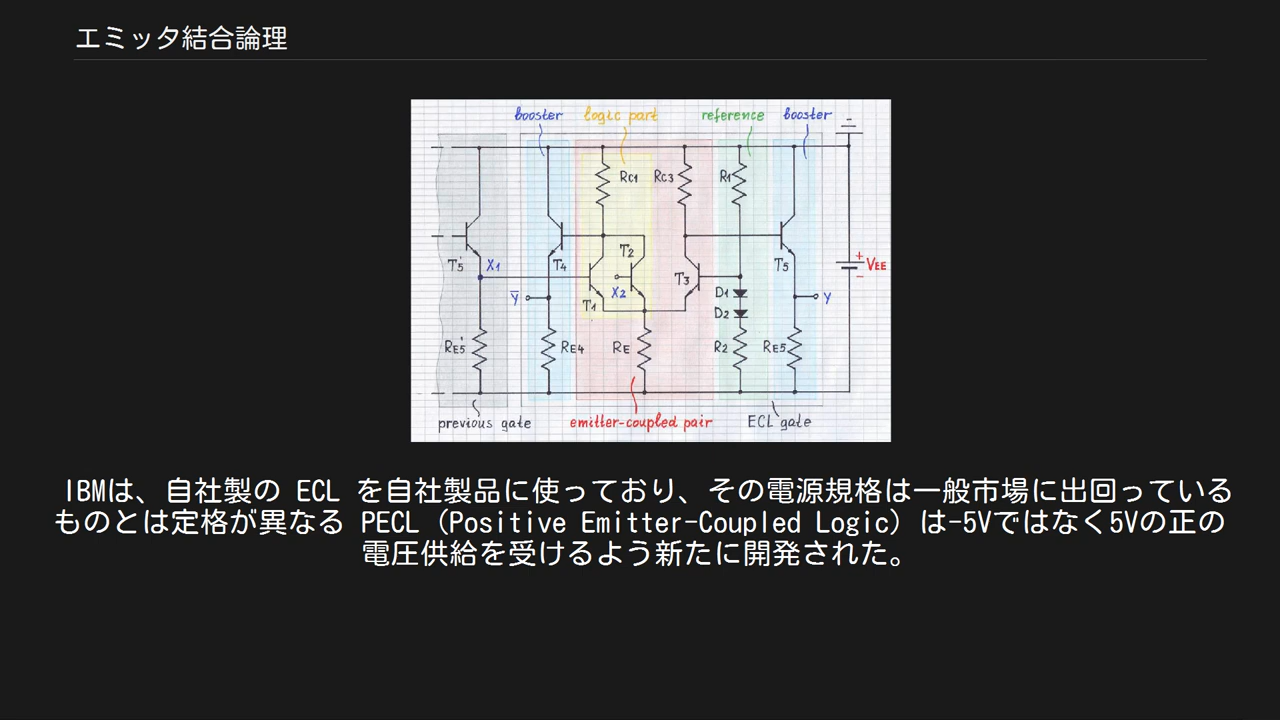 エミッタ結合論理
booster logic part reference booster
RC1 RC3 R1
T5' X1 T4 T2 T3 T5 + VEE
−
y̅ T1 X2 D1 y
D2
RE5' RE4 RE R2 RE5
previous gate emitter-coupled pair ECL gate
IBMは、自社製の ECL を自社製品に使っており、その電源規格は一般市場に出回っている
ものとは定格が異なる PECL（Positive Emitter-Coupled Logic）は-5Vではなく5Vの正の
電圧供給を受けるよう新たに開発された。